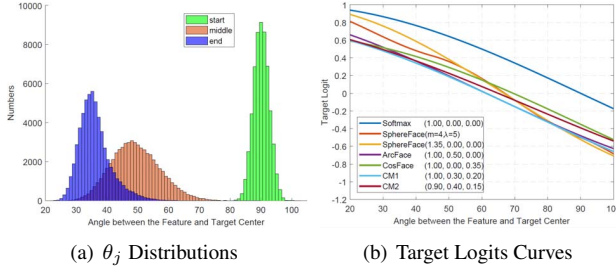 10000
8000
6000
4000
2000
0
Numbers
start
middle
end
20 30 40 50 60 70 80 90 100
Angle between the Feature and Target Center
(a) θj Distributions
1
0.8
0.6
0.4
0.2
0
-0.2
-0.4
-0.6
-0.8
-1
-1.2
Target Logit
Softmax (1.00, 0.00, 0.00)
SphereFace(m=4,λ=5)
SphereFace(1.35, 0.00, 0.00)
ArcFace (1.00, 0.50, 0.00)
CosFace (1.00, 0.00, 0.35)
CM1 (1.00, 0.30, 0.20)
CM2 (0.90, 0.40, 0.15)
20 30 40 50 60 70 80 90 100
Angle between the Feature and Target Center
(b) Target Logits Curves